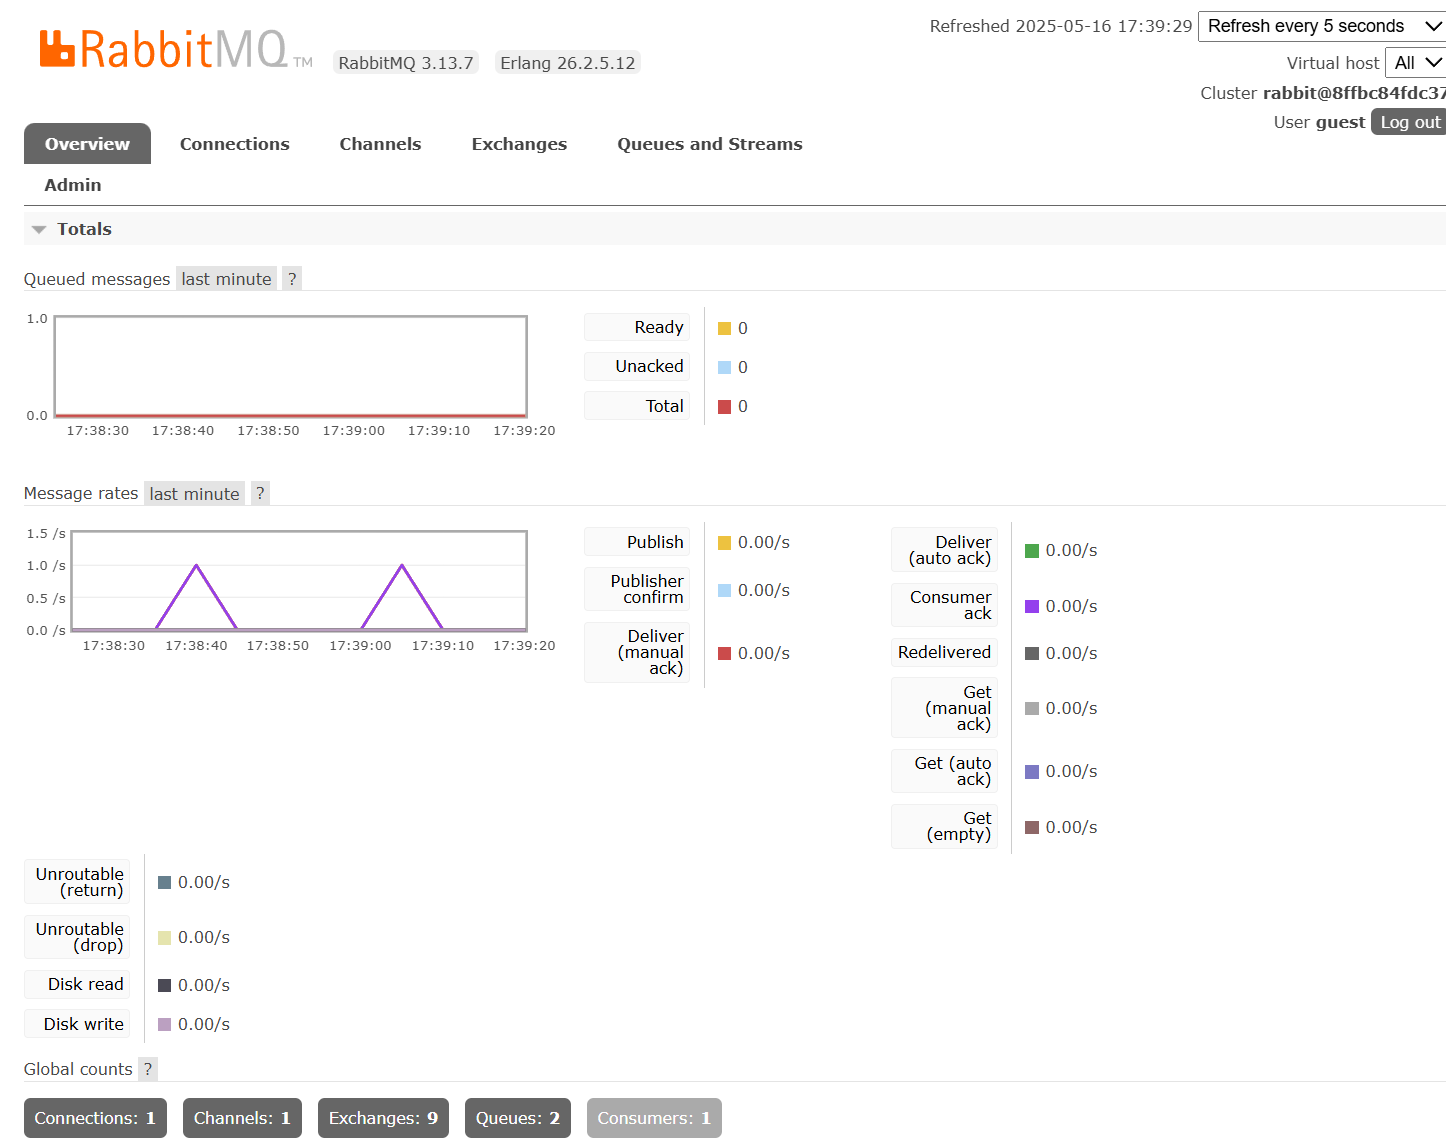 RabbitMQ TM
RabbitMQ 3.13.7
Erlang 26.2.5.12
Refreshed 2025-05-16 17:39:29
Refresh every 5 seconds
Virtual host
All
Cluster rabbit@8ffbc84fdc37
User guest
Log out
Overview
Connections
Channels
Exchanges
Queues and Streams
Admin
Totals
Queued messages last minute ?
1.0
0.0
17:38:30 17:38:40 17:38:50 17:39:00 17:39:10 17:39:20
Ready 0
Unacked 0
Total 0
Message rates last minute ?
1.5 /s
1.0 /s
0.5 /s
0.0 /s
17:38:30 17:38:40 17:38:50 17:39:00 17:39:10 17:39:20
Publish 0.00/s
Publisher
confirm 0.00/s
Deliver
(manual
ack) 0.00/s
Deliver
(auto ack) 0.00/s
Consumer
ack 0.00/s
Redelivered 0.00/s
Get
(manual
ack) 0.00/s
Get (auto
ack) 0.00/s
Get
(empty) 0.00/s
Unroutable
(return) 0.00/s
Unroutable
(drop) 0.00/s
Disk read 0.00/s
Disk write 0.00/s
Global counts ?
Connections: 1
Channels: 1
Exchanges: 9
Queues: 2
Consumers: 1